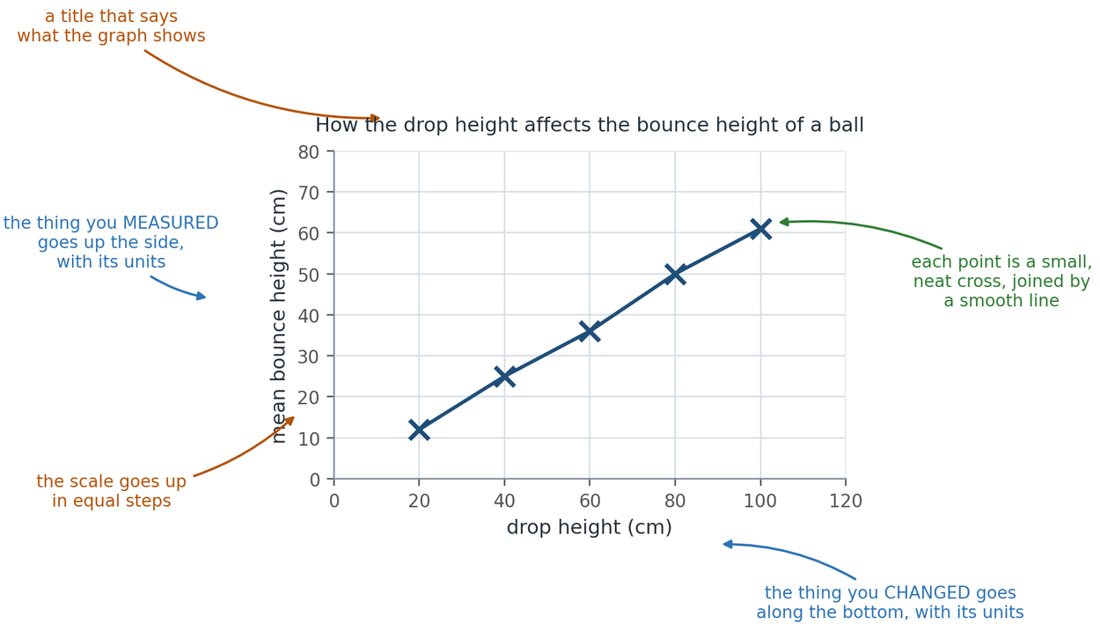 a title that says
what the graph shows
How the drop height affects the bounce height of a ball
the thing you MEASURED
goes up the side,
with its units
mean bounce height (cm)
80
70
60
50
40
30
20
10
0
each point is a small,
neat cross, joined by
a smooth line
the scale goes up
in equal steps
0 20 40 60 80 100 120
drop height (cm)
the thing you CHANGED goes
along the bottom, with its units